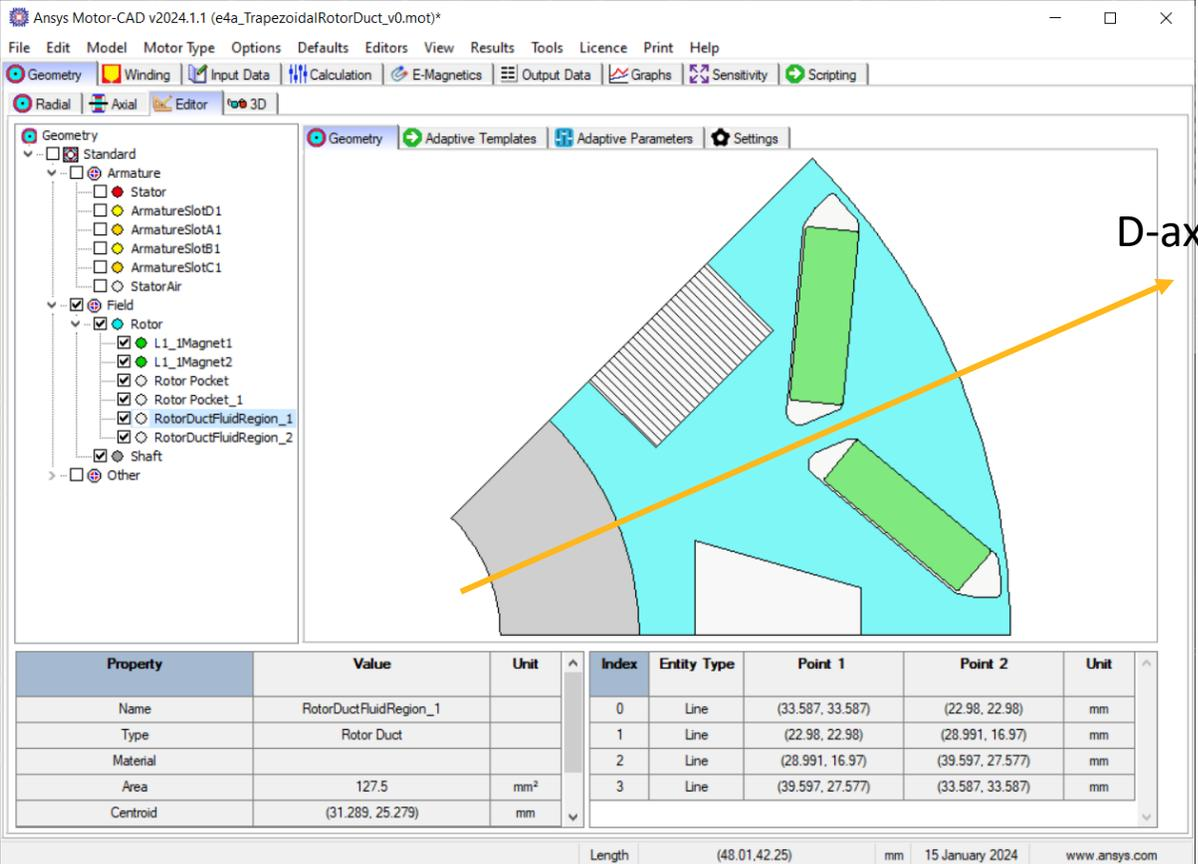 Ansys Motor-CAD v2024.1.1 (e4a_TrapezoidalRotorDuct_v0.mot)*
File Edit Model Motor Type Options Defaults Editors View Results Tools Licence Print Help
Geometry Winding Input Data Calculation E-Magnetics Output Data Graphs Sensitivity Scripting
Radial Axial Editor 3D
Geometry
Standard
Armature
Stator
ArmatureSlotD1
ArmatureSlotA1
ArmatureSlotB1
ArmatureSlotC1
StatorAir
Field
Rotor
L1_1Magnet1
L1_1Magnet2
Rotor Pocket
Rotor Pocket_1
RotorDuctFluidRegion_1
RotorDuctFluidRegion_2
Shaft
Other
Geometry Adaptive Templates Adaptive Parameters Settings
D-ax
Property Value Unit
Name RotorDuctFluidRegion_1
Type Rotor Duct
Material
Area 127.5 mm²
Centroid (31.289, 25.279) mm
Index Entity Type Point 1 Point 2 Unit
0 Line (33.587, 33.587) (22.98, 22.98) mm
1 Line (22.98, 22.98) (28.991, 16.97) mm
2 Line (28.991, 16.97) (39.597, 27.577) mm
3 Line (39.597, 27.577) (33.587, 33.587) mm
Length (48.01,42.25) mm 15 January 2024 www.ansys.com